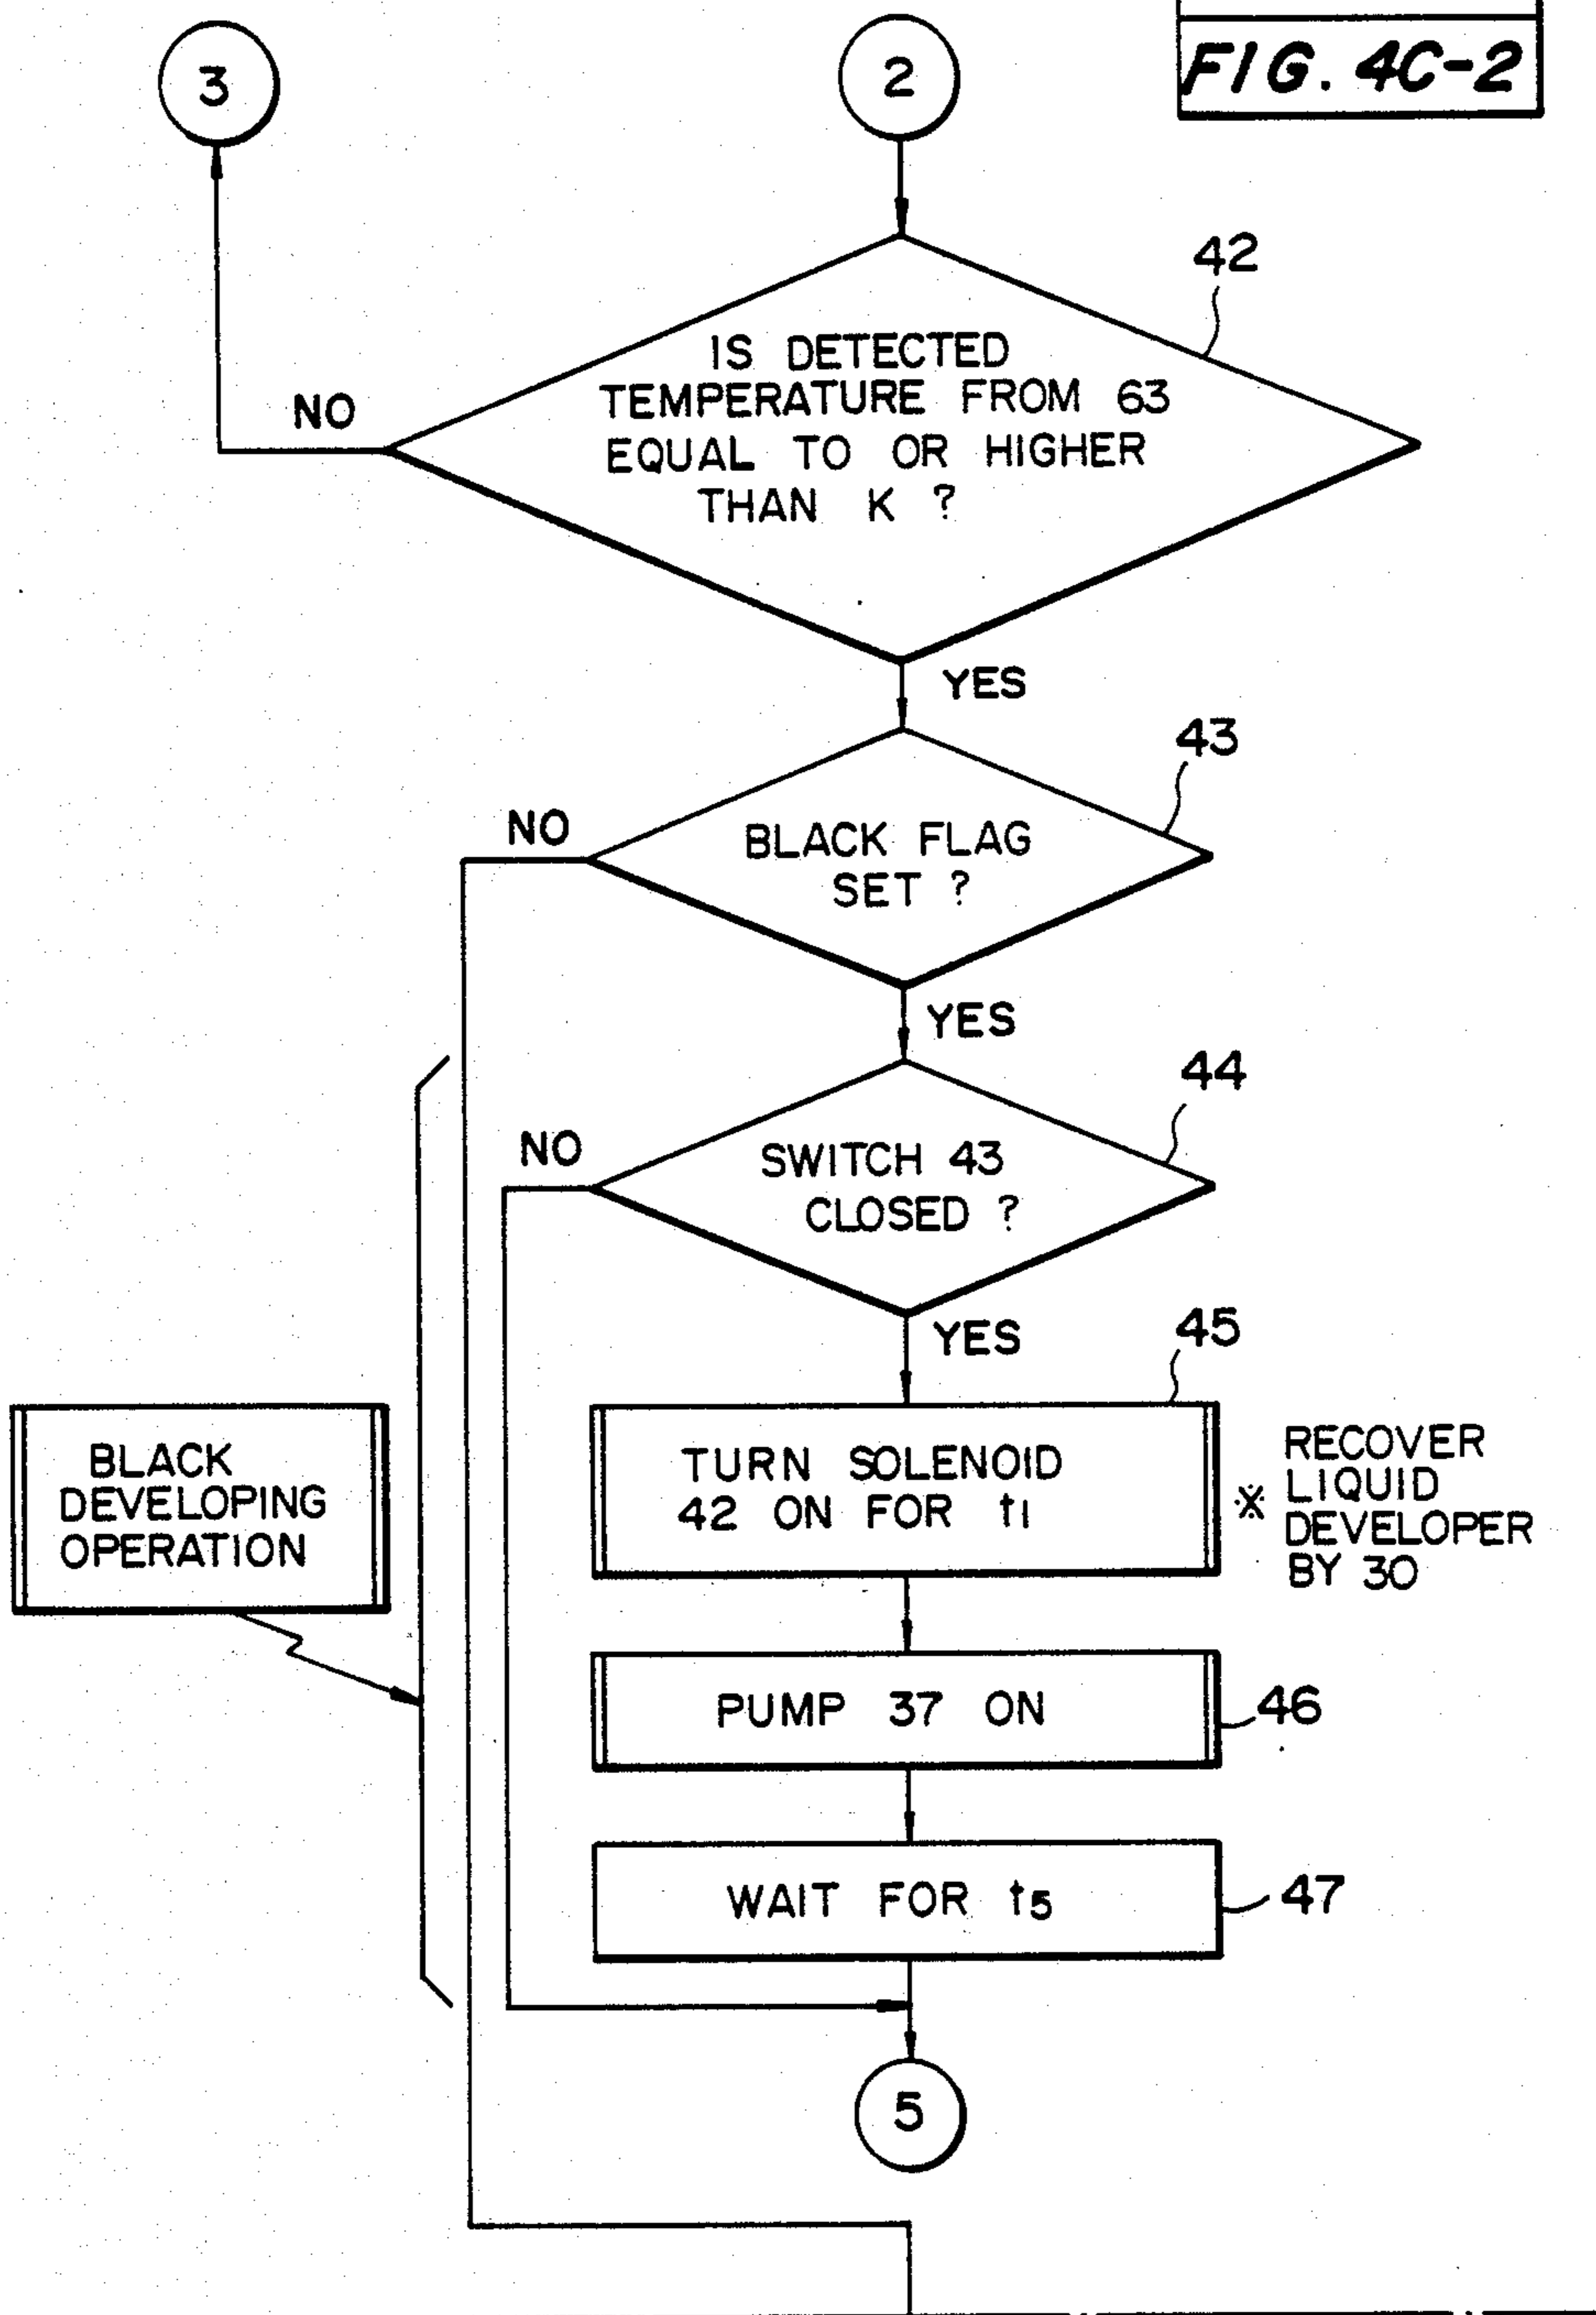 FIG. 4C-2
3
2
42
IS DETECTED
TEMPERATURE FROM 63
EQUAL TO OR HIGHER
THAN K ?
NO
YES
43
BLACK FLAG
SET ?
NO
YES
44
SWITCH 43
CLOSED ?
NO
YES
45
TURN SOLENOID
42 ON FOR t1
※ RECOVER
LIQUID
DEVELOPER
BY 30
BLACK
DEVELOPING
OPERATION
PUMP 37 ON
46
WAIT FOR t5
47
5